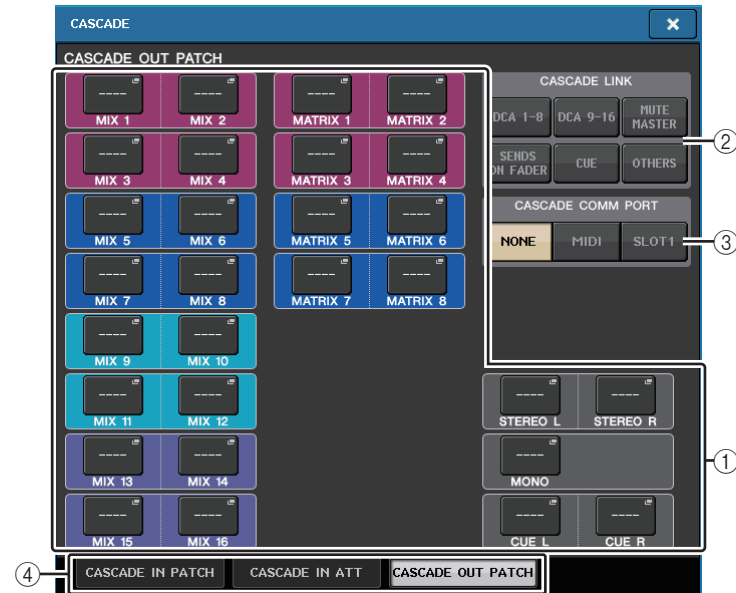 CASCADE
CASCADE OUT PATCH
---- ---- ---- ----
MIX 1 MIX 2 MATRIX 1 MATRIX 2
---- ---- ---- ----
MIX 3 MIX 4 MATRIX 3 MATRIX 4
---- ---- ---- ----
MIX 5 MIX 6 MATRIX 5 MATRIX 6
---- ---- ---- ----
MIX 7 MIX 8 MATRIX 7 MATRIX 8
---- ----
MIX 9 MIX 10
---- ----
MIX 11 MIX 12
---- ----
MIX 13 MIX 14
---- ----
MIX 15 MIX 16
CASCADE LINK
DCA 1-8 DCA 9-16 MUTE MASTER
SENDS ON FADER CUE OTHERS
②
CASCADE COMM PORT
NONE MIDI SLOT1
③
---- ----
STEREO L STEREO R
----
MONO
---- ----
CUE L CUE R
①
④
CASCADE IN PATCH CASCADE IN ATT CASCADE OUT PATCH